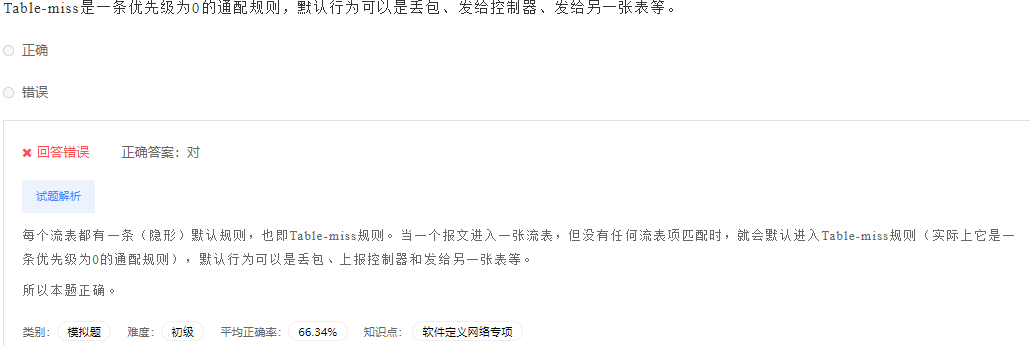 Table-miss是一条优先级为0的通配规则，默认行为可以是丢包、发给控制器、发给另一张表等。
正确
错误
回答错误 正确答案：对
试题解析
每个流表都有一条（隐形）默认规则，也即Table-miss规则。当一个报文进入一张流表，但没有任何流表项匹配时，就会默认进入Table-miss规则（实际上它是一
条优先级为0的通配规则），默认行为可以是丢包、上报控制器和发给另一张表等。
所以本题正确。
类别： 模拟题 难度： 初级 平均正确率： 66.34% 知识点： 软件定义网络专项